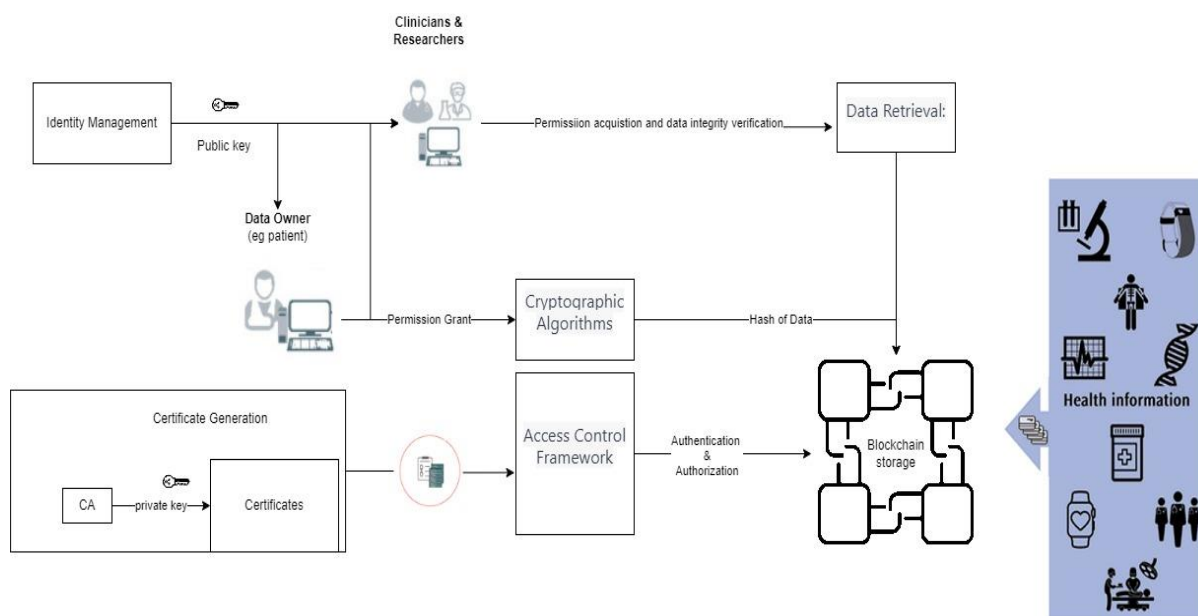 Clinicians &
Researchers
Identity Management
Public key
Permissiion acquistion and data integrity verification
Data Retrieval:
Data Owner
(eg patient)
Permission Grant
Cryptographic
Algorithms
Hash of Data
Health information
Certificate Generation
CA
private key
Certificates
Access Control
Framework
Authentication
&
Authorization
Blockchain
storage